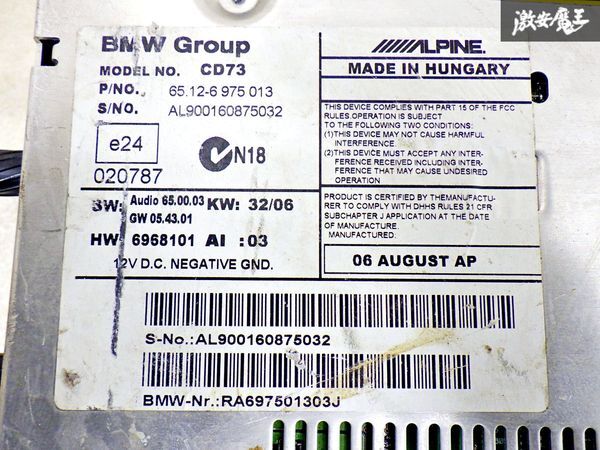 激安魔王
BMW Group
MODEL NO. CD73
P/NO. 65.12-6 975 013
S/NO. AL900160875032
e24
020787
N18
SW: Audio 65.00.03 KW: 32/06
GW 05.43.01
HW 6968101 AI : 03
12V D.C. NEGATIVE GND.
ALPINE
MADE IN HUNGARY
THIS DEVICE COMPLIES WITH PART 15 OF THE FCC
RULES.OPERATION IS SUBJECT
TO THE FOLLOWING TWO CONDITIONS:
(1)THIS DEVICE MAY NOT CAUSE HARMFUL
INTERFERENCE
(2)THIS DEVICE MUST ACCEPT ANY INTER-
FERENCE RECEIVED INCLUDING INTER-
FERENCE THAT MAY CAUSE UNDESIRED
OPERATION
PRODUCT IS CERTIFIED BY THEMANUFACTU-
RER TO COMPLY WITH DHHS RULES 21 CFR
SUBCHAPTER J APPLICATION AT THE DATE
OF MANUFACTURE.
MANUFACTURED:
06 AUGUST AP
S-No.:AL900160875032
BMW-Nr.:RA697501303J